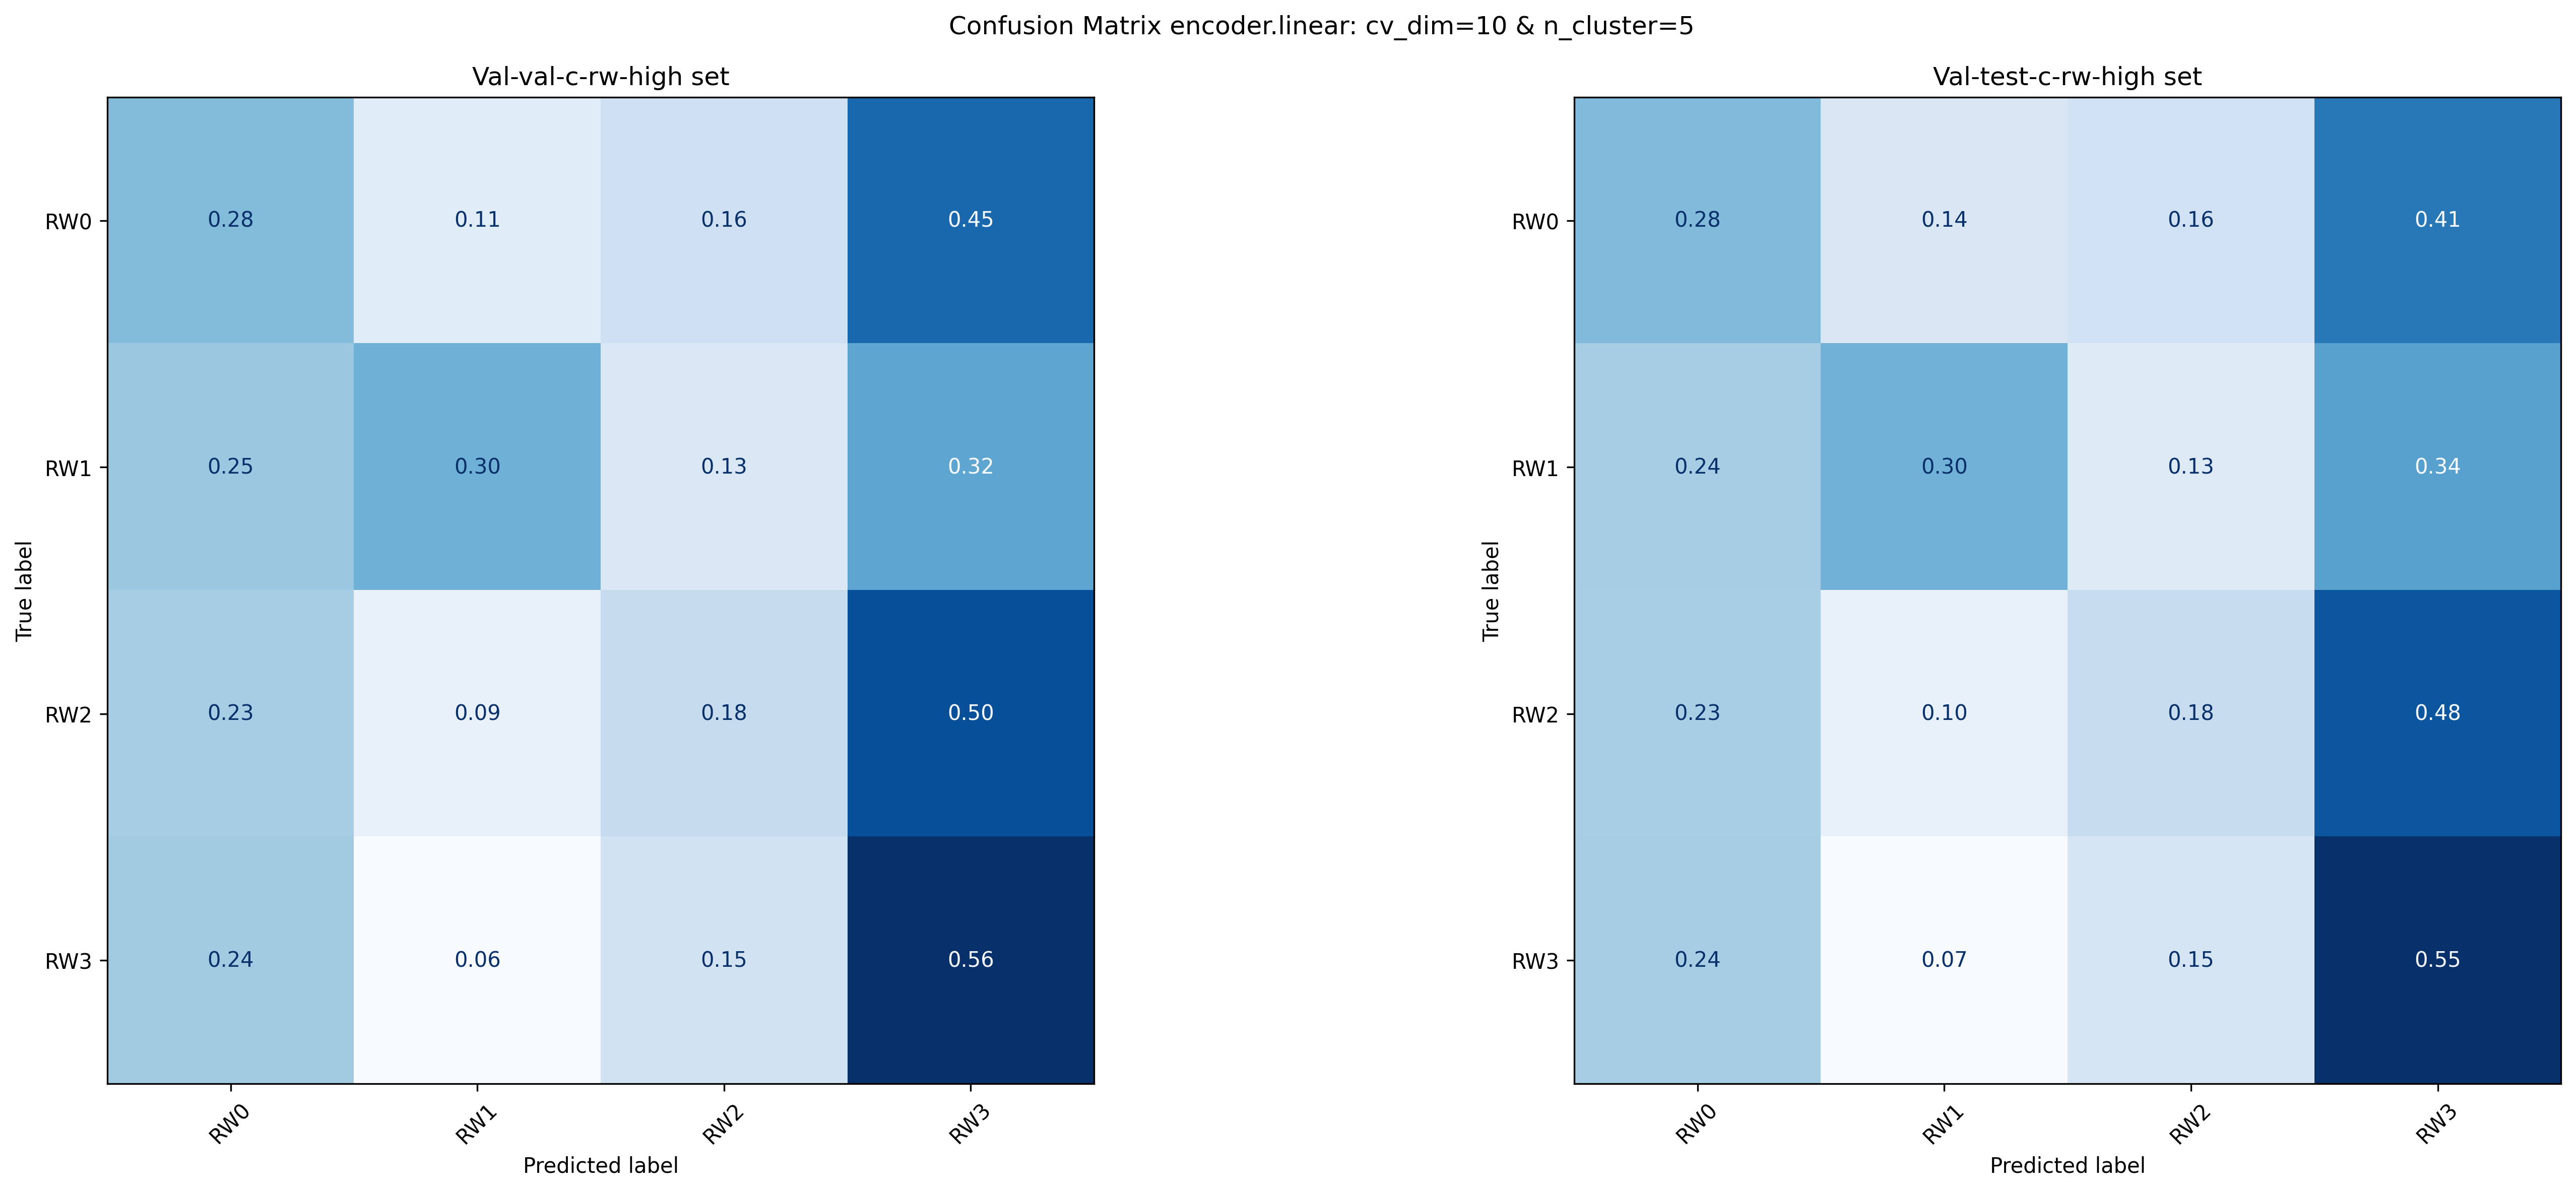 Confusion Matrix encoder.linear: cv_dim=10 & n_cluster=5
Val-val-c-rw-high set
True label
RW0 0.28 0.11 0.16 0.45
RW1 0.25 0.30 0.13 0.32
RW2 0.23 0.09 0.18 0.50
RW3 0.24 0.06 0.15 0.56
RW0 RW1 RW2 RW3
Predicted label
Val-test-c-rw-high set
True label
RW0 0.28 0.14 0.16 0.41
RW1 0.24 0.30 0.13 0.34
RW2 0.23 0.10 0.18 0.48
RW3 0.24 0.07 0.15 0.55
RW0 RW1 RW2 RW3
Predicted label